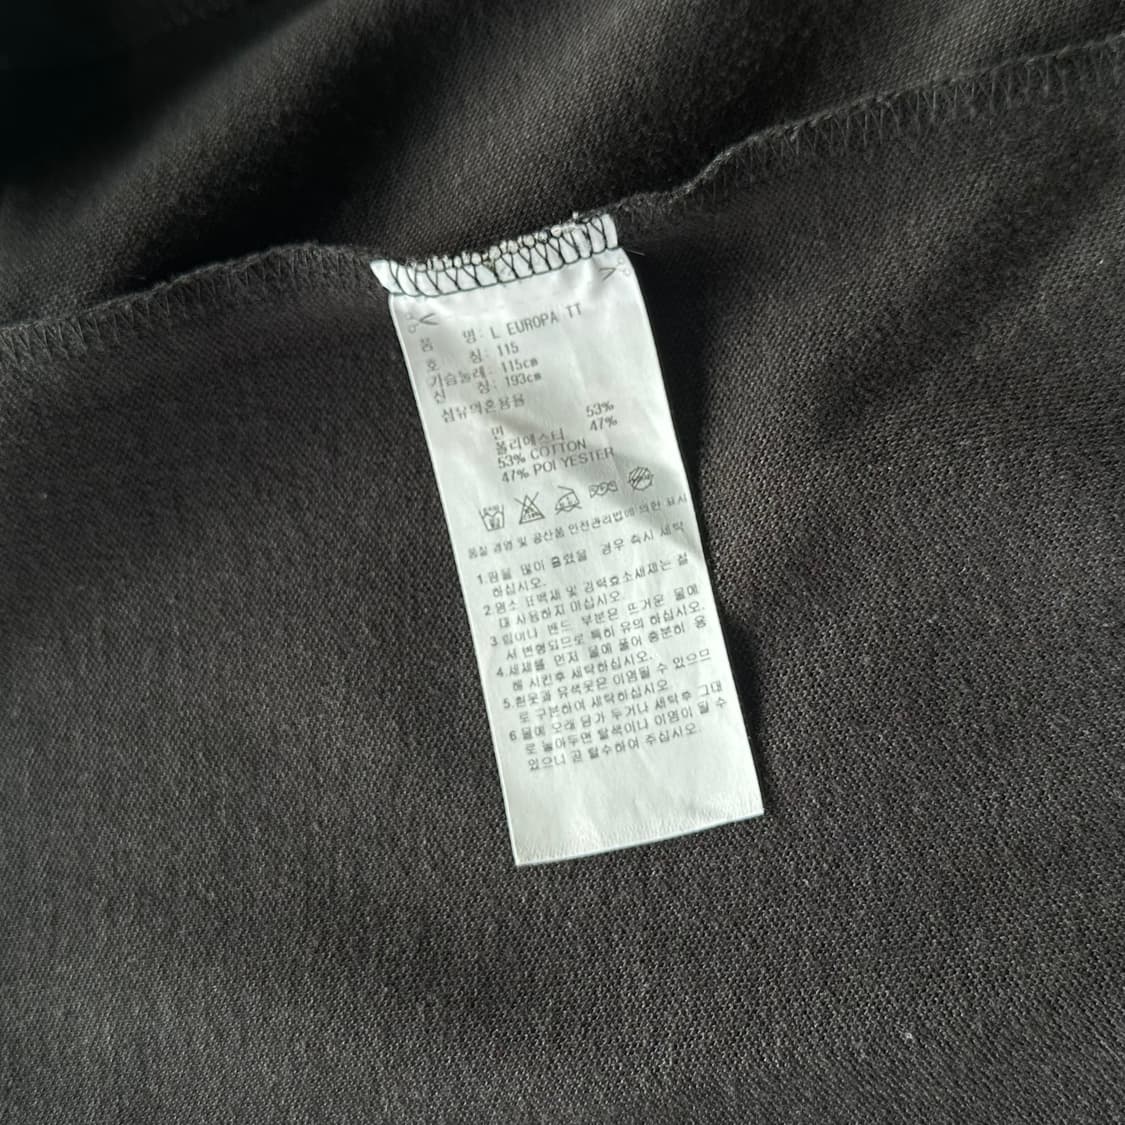 품 명: L EUROPA TT
호 칭: 115
가슴둘레: 115cm
신 장: 193cm
섬유의혼용율
면 53%
폴리에스터 47%
53% COTTON
47% POLYESTER
품질 경영 및 공산품 안전관리법에 의한 표시
1.땀을 많이 흘렸을 경우 즉시 세탁
하십시오.
2.염소 표백세 및 강력효소세제는 절
대 사용하지 마십시오.
3.립이나 밴드 부분은 뜨거운 물에
서 변형되므로 특히 유의 하십시오.
4.세제를 먼저 물에 풀어 충분히 용
해 시킨후 세탁하십시오.
5.흰옷과 유색옷은 이염될 수 있으므
로 구분하여 세탁하십시오
6.물에 오래 담가 두거나 세탁후 그대
로 놓아두면 탈색이나 이염이 될 수
있으니 곧 탈수하여 주십시오.